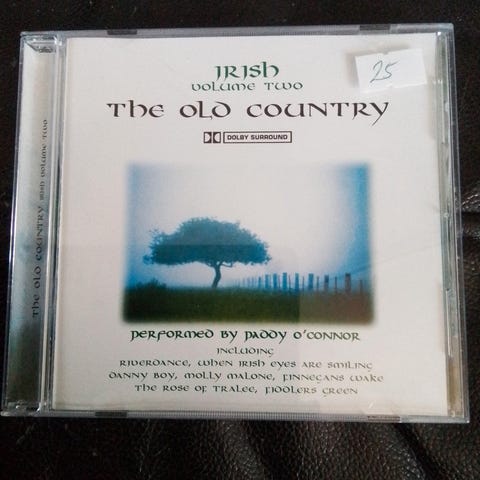 IRISH
VOLUME TWO
THE OLD COUNTRY
DOLBY SURROUND
25
PERFORMED BY PADDY O'CONNOR
INCLUDING
RIVERDANCE, WHEN IRISH EYES ARE SMILING
DANNY BOY, MOLLY MALONE, FINNEGANS WAKE
THE ROSE OF TRALEE, FIDDLERS GREEN
THE OLD COUNTRY IRISH VOLUME TWO